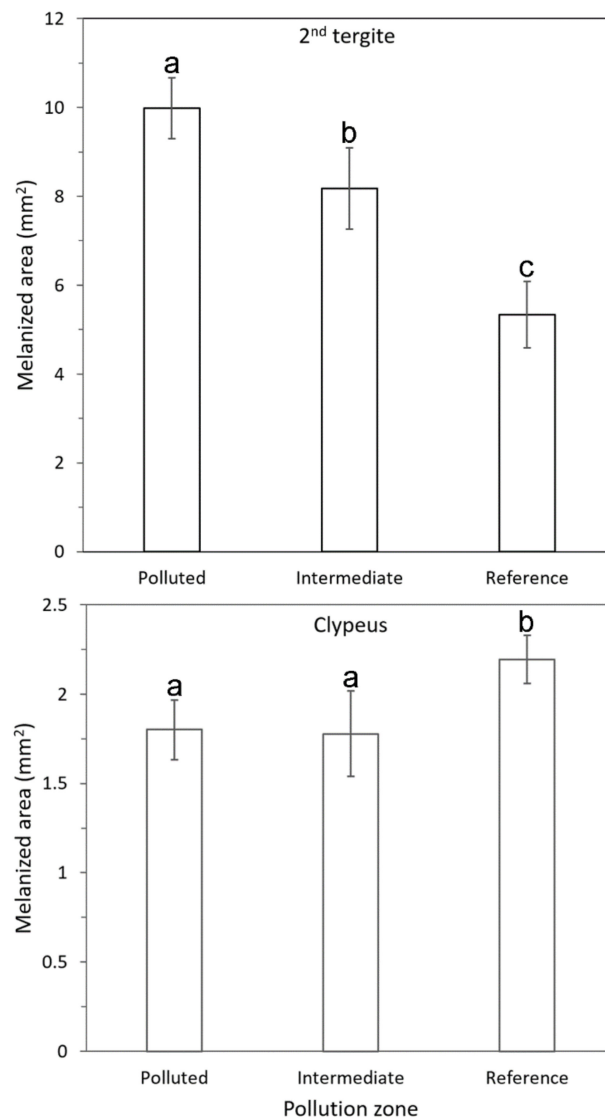 2nd tergite
Melanized area (mm2)
12
10
8
6
4
2
0
a
b
c
Polluted Intermediate Reference
Clypeus
Melanized area (mm2)
2.5
2
1.5
1
0.5
0
a
a
b
Polluted Intermediate Reference
Pollution zone